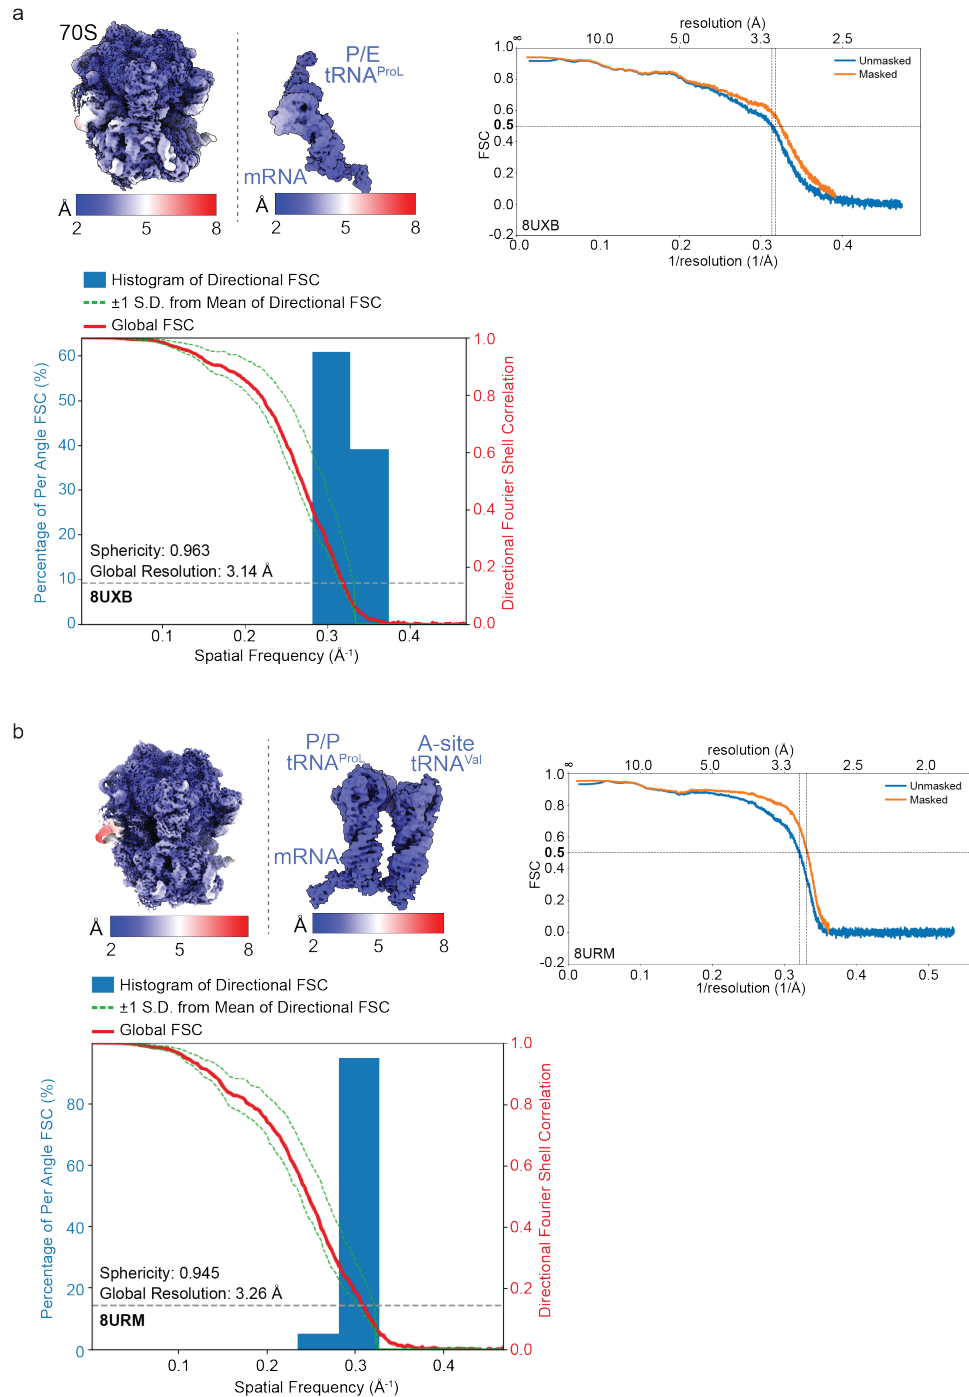 a
70S
P/E
tRNA^ProL
mRNA
Å
2 5 8
Å
2 5 8
resolution (Å)
∞ 10.0 5.0 3.3 2.5
1.0
0.8
0.6
0.5
0.4
0.2
0.0
-0.2
FSC
Unmasked
Masked
8UXB
0.0 0.1 0.2 0.3 0.4
1/resolution (1/Å)
Histogram of Directional FSC
±1 S.D. from Mean of Directional FSC
Global FSC
Percentage of Per Angle FSC (%)
60
50
40
30
20
10
0
1.0
0.8
0.6
0.4
0.2
0.0
Directional Fourier Shell Correlation
Sphericity: 0.963
Global Resolution: 3.14 Å
8UXB
0.1 0.2 0.3 0.4
Spatial Frequency (Å-1)
b
P/P
tRNA^ProL
A-site
tRNA^Val
mRNA
Å
2 5 8
Å
2 5 8
resolution (Å)
∞ 10.0 5.0 3.3 2.5 2.0
1.0
0.8
0.6
0.5
0.4
0.2
0.0
-0.2
FSC
Unmasked
Masked
8URM
0.0 0.1 0.2 0.3 0.4 0.5
1/resolution (1/Å)
Histogram of Directional FSC
±1 S.D. from Mean of Directional FSC
Global FSC
Percentage of Per Angle FSC (%)
80
60
40
20
0
1.0
0.8
0.6
0.4
0.2
0.0
Directional Fourier Shell Correlation
Sphericity: 0.945
Global Resolution: 3.26 Å
8URM
0.1 0.2 0.3 0.4
Spatial Frequency (Å-1)